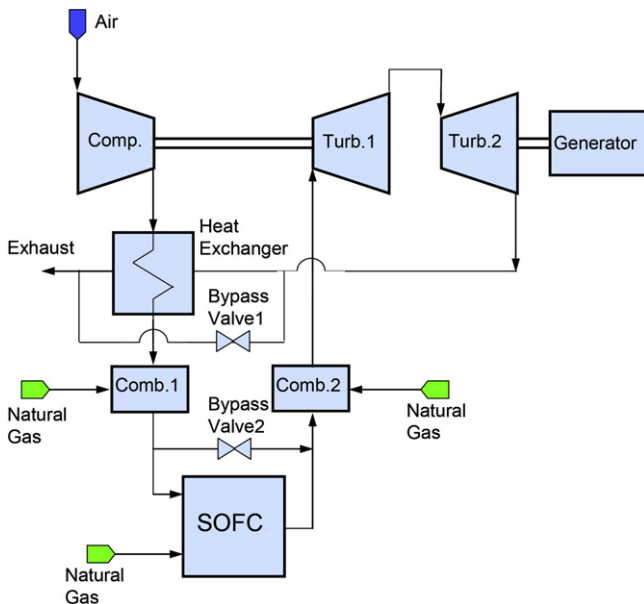 Air
Comp.
Turb.1
Turb.2
Generator
Heat
Exchanger
Exhaust
Bypass
Valve1
Comb.1
Comb.2
Natural
Gas
Bypass
Valve2
Natural
Gas
SOFC
Natural
Gas